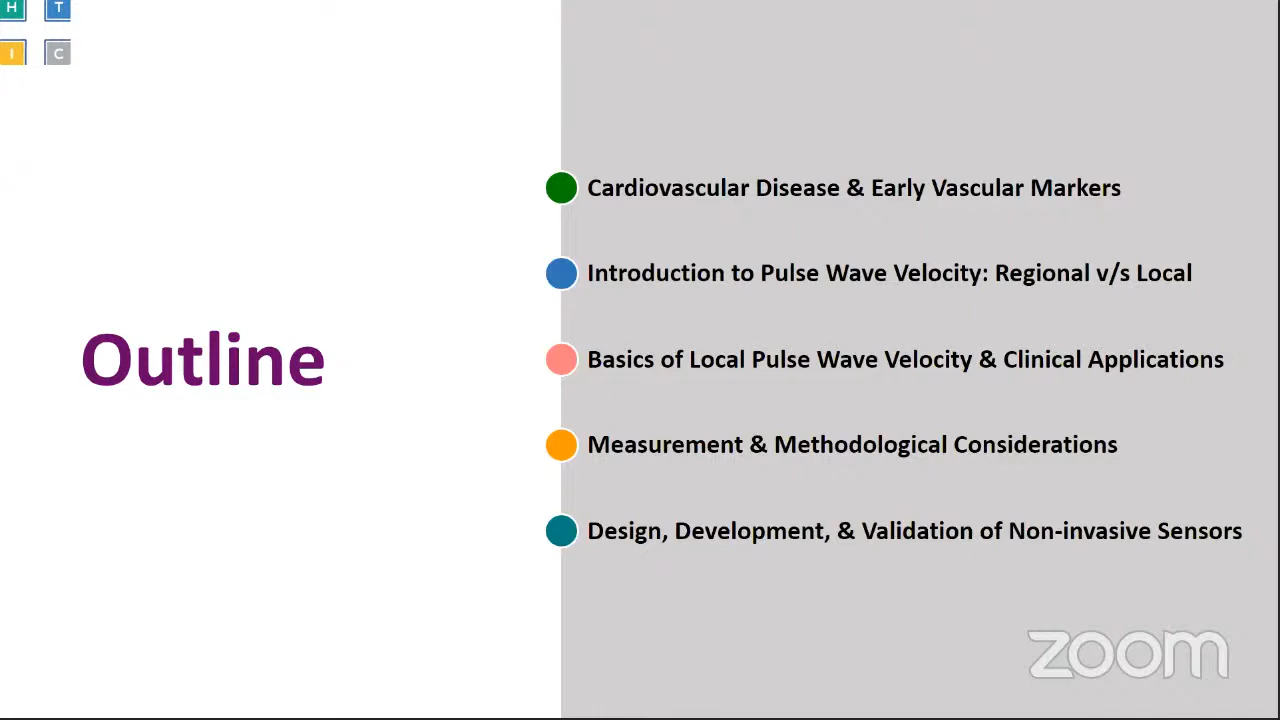 H T
I C
Outline
Cardiovascular Disease & Early Vascular Markers
Introduction to Pulse Wave Velocity: Regional v/s Local
Basics of Local Pulse Wave Velocity & Clinical Applications
Measurement & Methodological Considerations
Design, Development, & Validation of Non-invasive Sensors
zoom